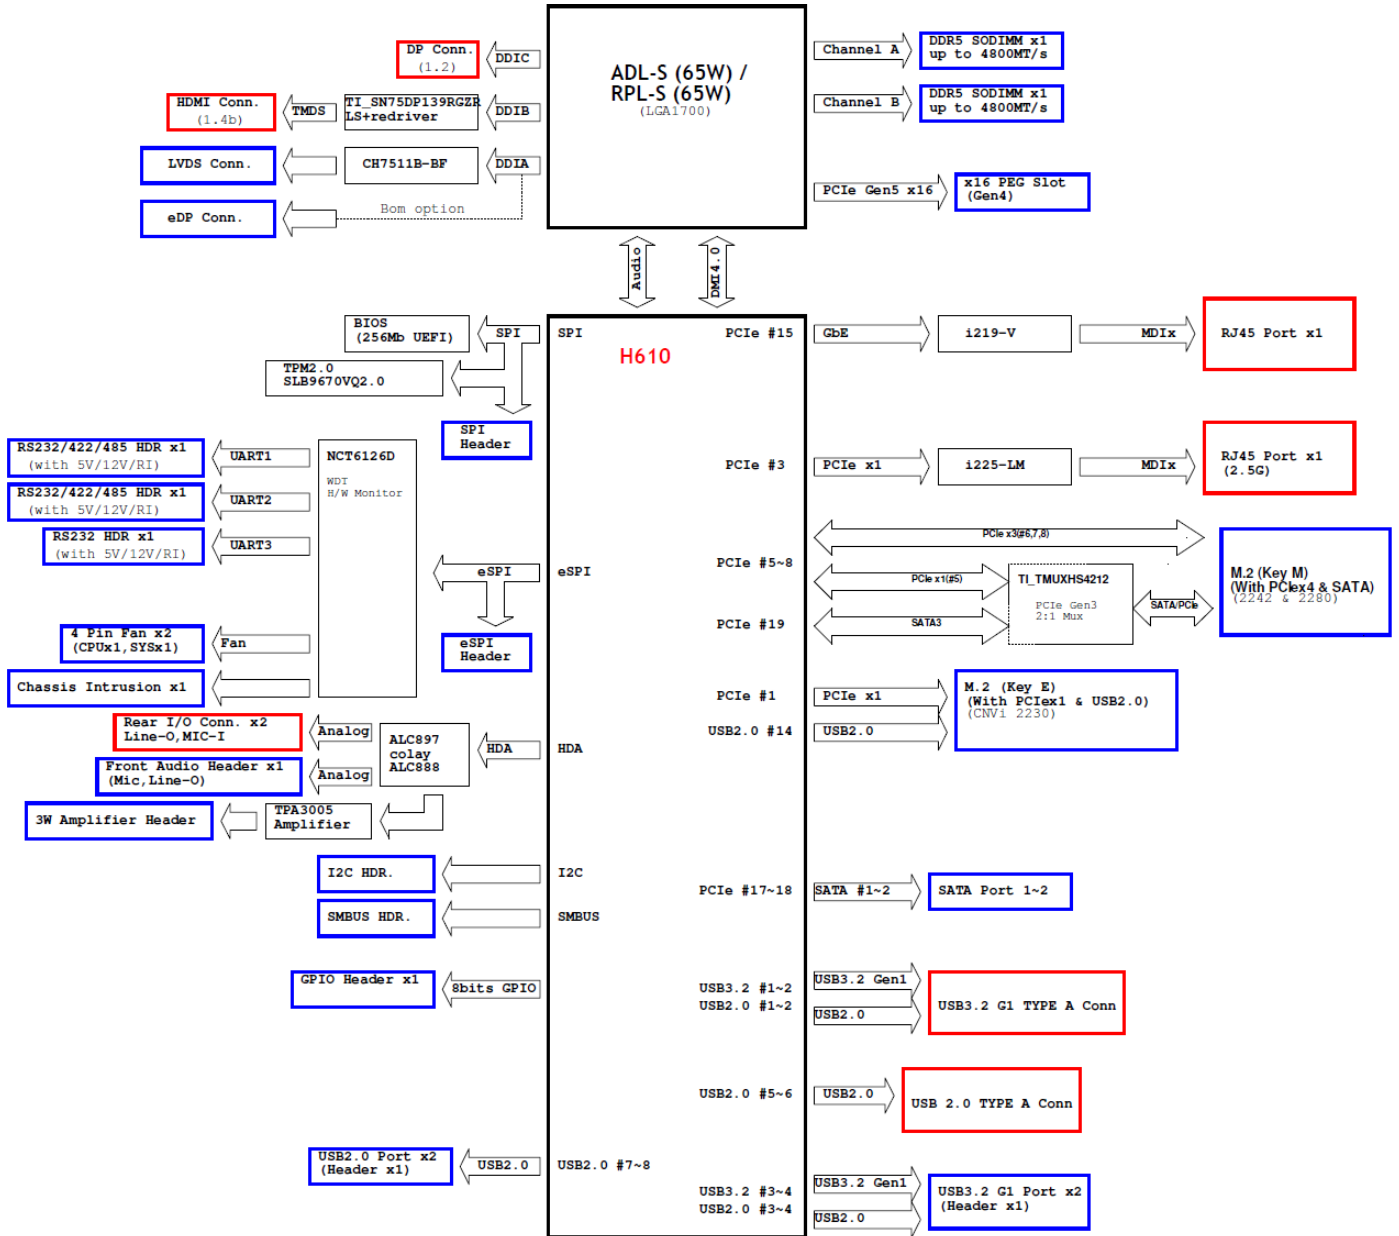 ADL-S (65W) /
RPL-S (65W)
(LGA1700)
DP Conn.
(1.2)
DDIC
HDMI Conn.
(1.4b)
TMDS
TI_SN75DP139RGZR
LS+redriver
DDIB
LVDS Conn.
CH7511B-BF
DDIA
eDP Conn.
Bom option
Channel A
DDR5 SODIMM x1
up to 4800MT/s
Channel B
DDR5 SODIMM x1
up to 4800MT/s
PCIe Gen5 x16
x16 PEG Slot
(Gen4)
Audio
DMI4.0
H610
BIOS
(256Mb UEFI)
SPI
SPI
TPM2.0
SLB9670VQ2.0
SPI
Header
RS232/422/485 HDR x1
(with 5V/12V/RI)
UART1
RS232/422/485 HDR x1
(with 5V/12V/RI)
UART2
RS232 HDR x1
(with 5V/12V/RI)
UART3
NCT6126D
WDT
H/W Monitor
eSPI
eSPI
eSPI
Header
4 Pin Fan x2
(CPUx1,SYSx1)
Fan
Chassis Intrusion x1
Rear I/O Conn. x2
Line-O,MIC-I
Analog
Front Audio Header x1
(Mic,Line-O)
Analog
ALC897
colay
ALC888
HDA
HDA
3W Amplifier Header
TPA3005
Amplifier
I2C HDR.
I2C
SMBUS HDR.
SMBUS
GPIO Header x1
8bits GPIO
USB2.0 Port x2
(Header x1)
USB2.0
USB2.0 #7~8
PCIe #15
GbE
i219-V
MDIx
RJ45 Port x1
PCIe #3
PCIe x1
i225-LM
MDIx
RJ45 Port x1
(2.5G)
PCIe x3(#6,7,8)
PCIe #5~8
PCIe x1(#5)
TI_TMUXHS4212
PCIe Gen3
2:1 Mux
PCIe #19
SATA3
SATA/PCIe
M.2 (Key M)
(With PCIex4 & SATA)
(2242 & 2280)
PCIe #1
PCIe x1
USB2.0 #14
USB2.0
M.2 (Key E)
(With PCIex1 & USB2.0)
(CNVi 2230)
PCIe #17~18
SATA #1~2
SATA Port 1~2
USB3.2 #1~2
USB2.0 #1~2
USB3.2 Gen1
USB2.0
USB3.2 G1 TYPE A Conn
USB2.0 #5~6
USB2.0
USB 2.0 TYPE A Conn
USB3.2 #3~4
USB2.0 #3~4
USB3.2 Gen1
USB2.0
USB3.2 G1 Port x2
(Header x1)